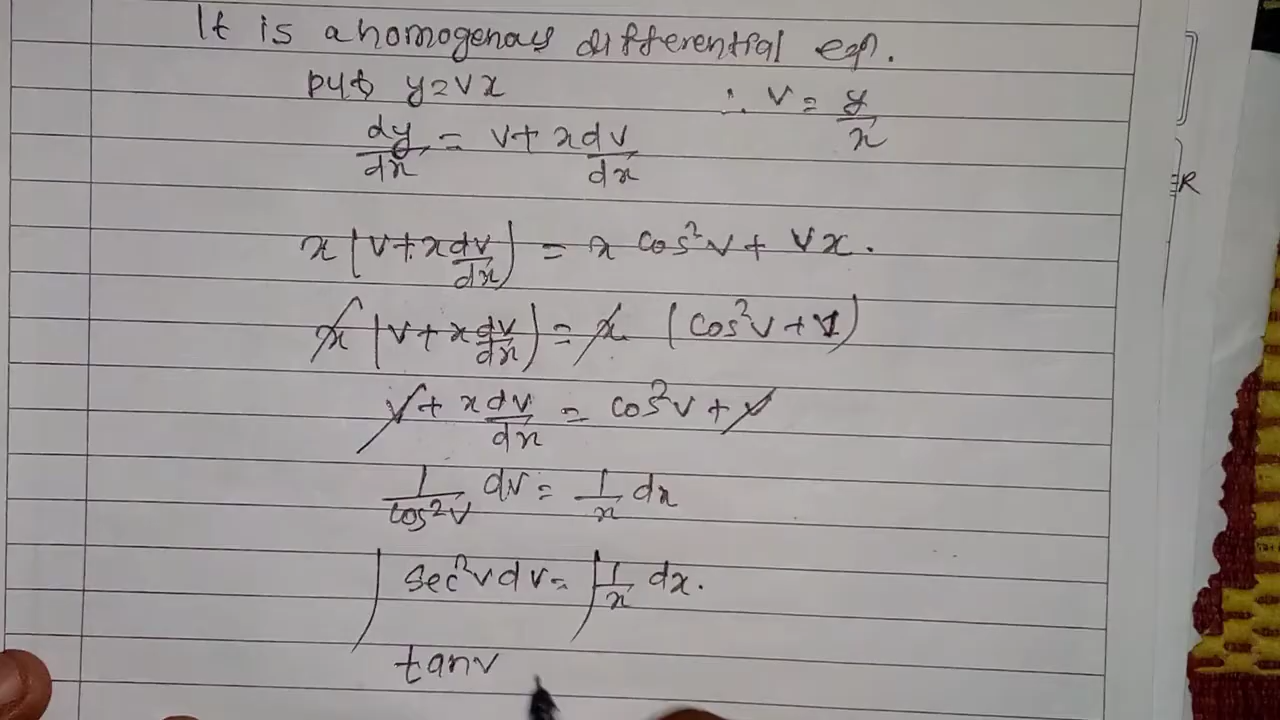 It is a homogenous differential eqn.
put y=vx ∴ v = y/x
dy/dx = v+ x dv/dx
x(v+x dv/dx) = x cos²v + vx.
x(v+x dv/dx) = x (cos²v+v)
v+ x dv/dx = cos²v + v
1/cos²v dv = 1/x dx
∫ sec²v dv = ∫ 1/x dx.
tanv